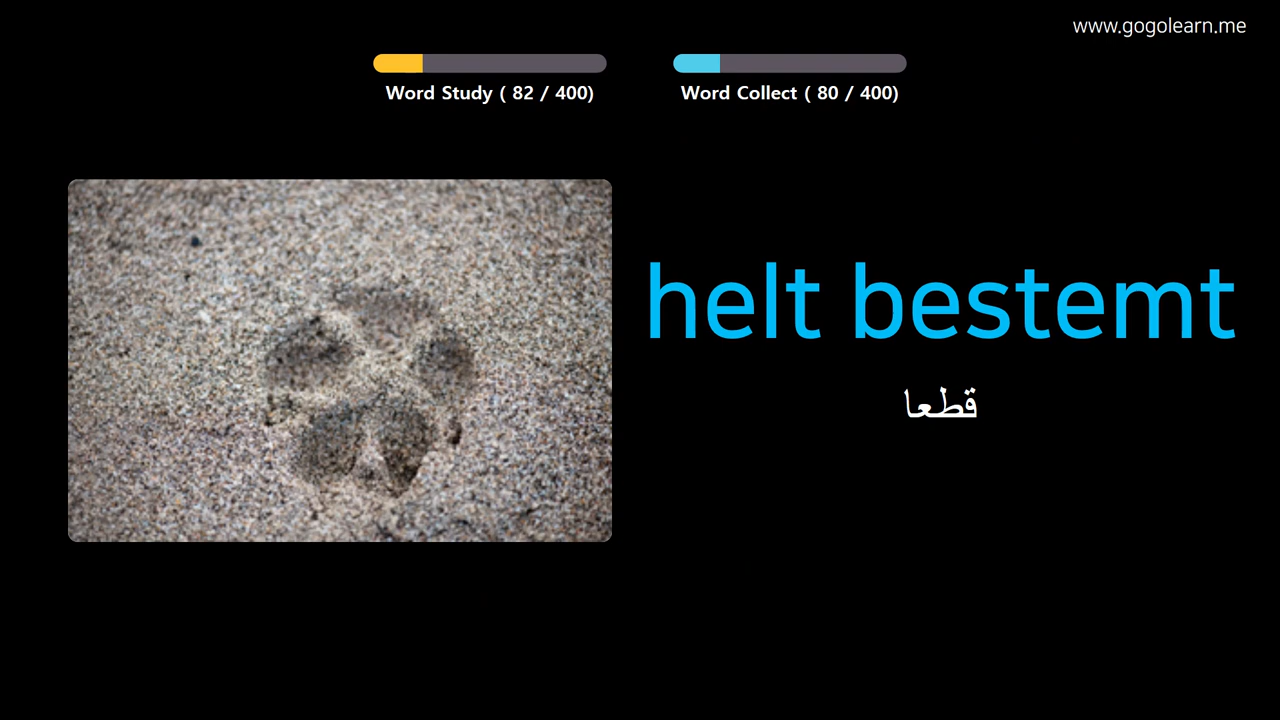 www.gogolearn.me
Word Study ( 82 / 400)
Word Collect ( 80 / 400)
helt bestemt
قطعا